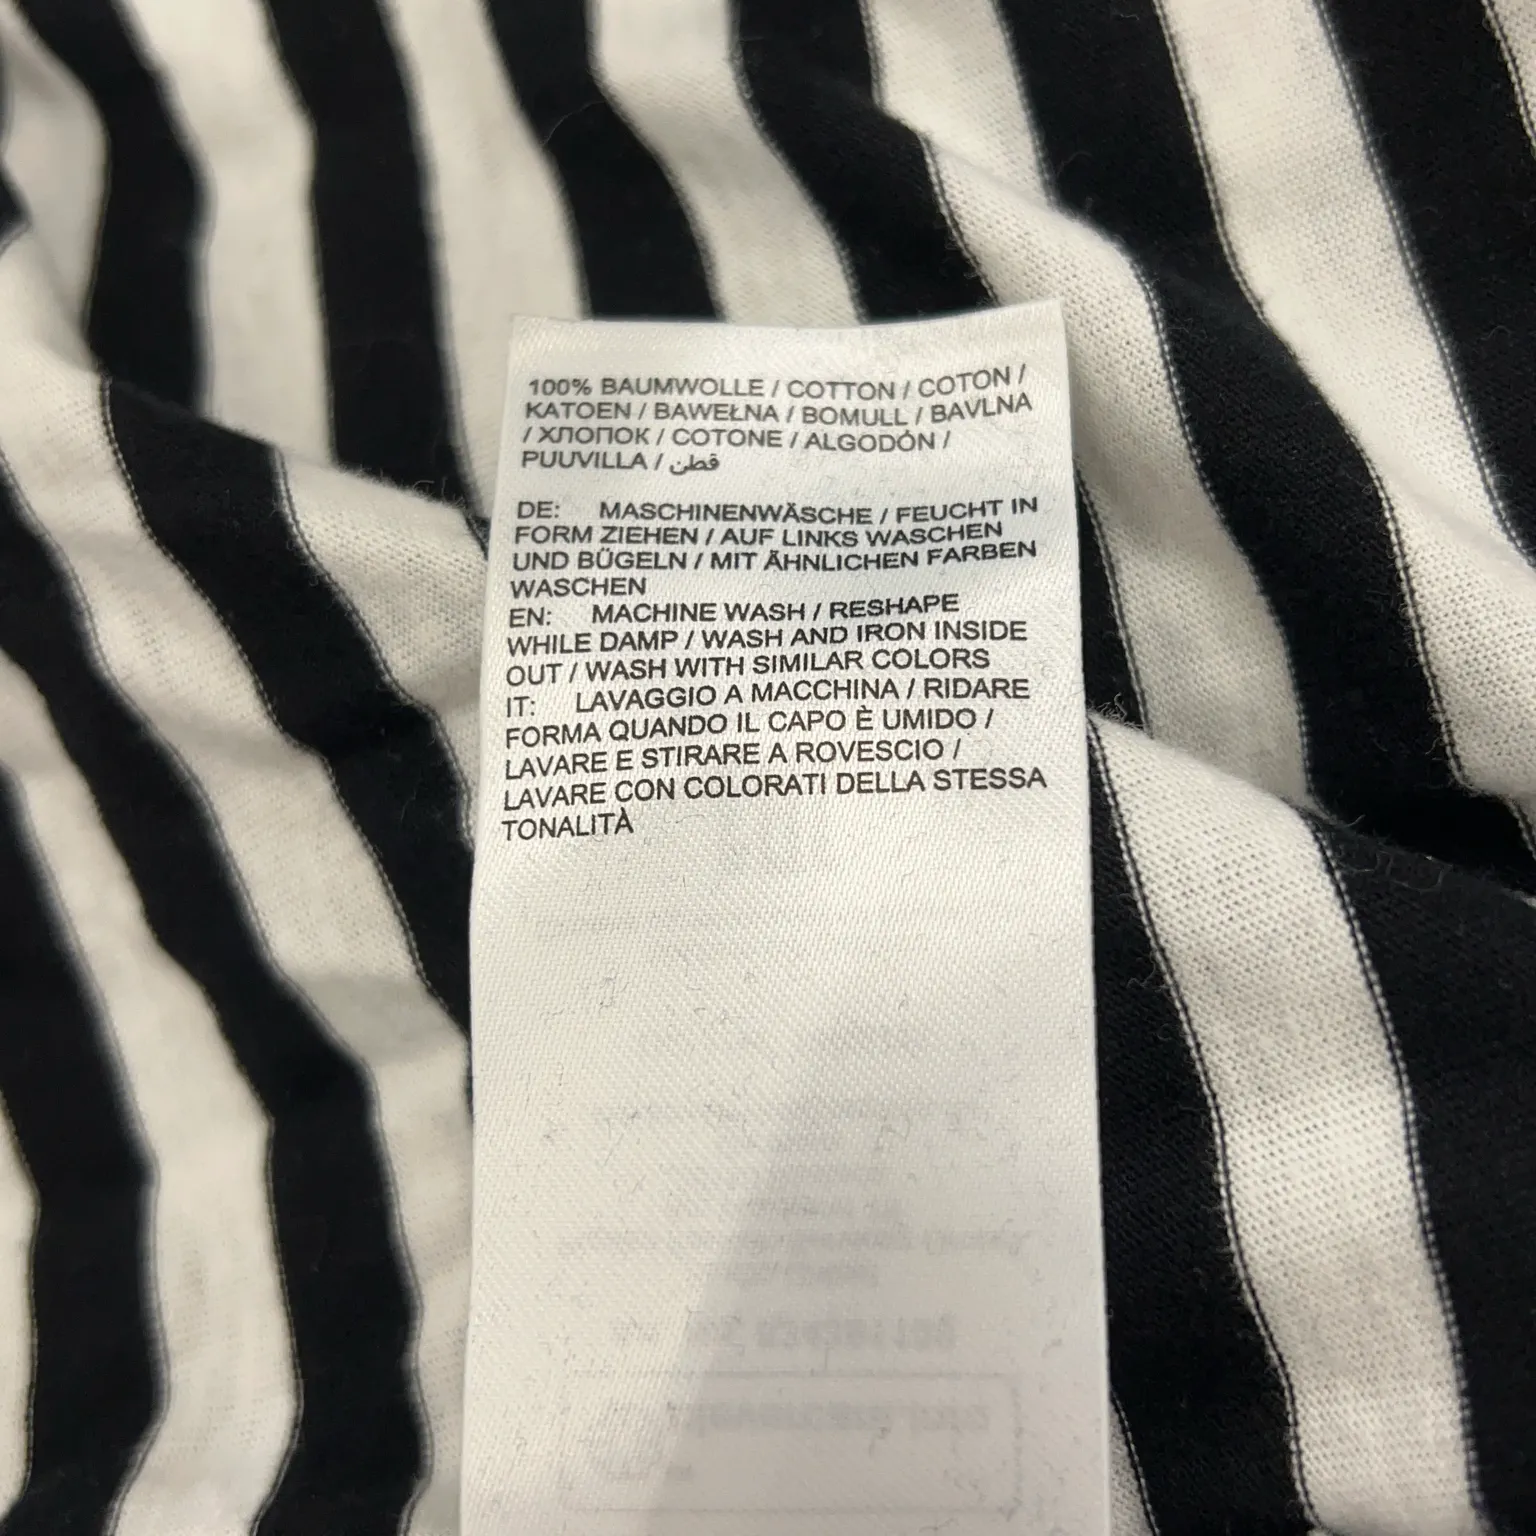 100% BAUMWOLLE / COTTON / COTON /
KATOEN / BAWEŁNA / BOMULL / BAVLNA
/ ХЛОПОК / COTONE / ALGODÓN /
PUUVILLA / قطن
DE: MASCHINENWÄSCHE / FEUCHT IN
FORM ZIEHEN / AUF LINKS WASCHEN
UND BÜGELN / MIT ÄHNLICHEN FARBEN
WASCHEN
EN: MACHINE WASH / RESHAPE
WHILE DAMP / WASH AND IRON INSIDE
OUT / WASH WITH SIMILAR COLORS
IT: LAVAGGIO A MACCHINA / RIDARE
FORMA QUANDO IL CAPO È UMIDO /
LAVARE E STIRARE A ROVESCIO /
LAVARE CON COLORATI DELLA STESSA
TONALITÀ